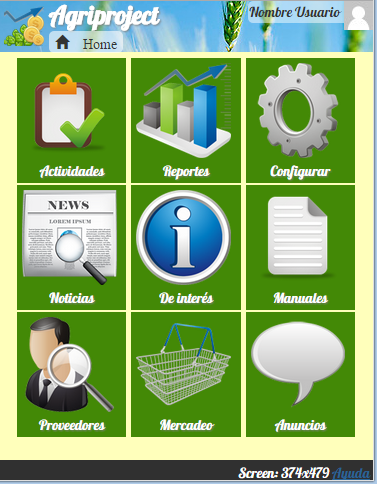 Agriproject
Nombre Usuario
Home
Actividades
Reportes
Configurar
NEWS
LOREM IPSUM
Noticias
De interés
Manuales
Proveedores
Mercadeo
Anuncios
Screen: 374x479 Ayuda